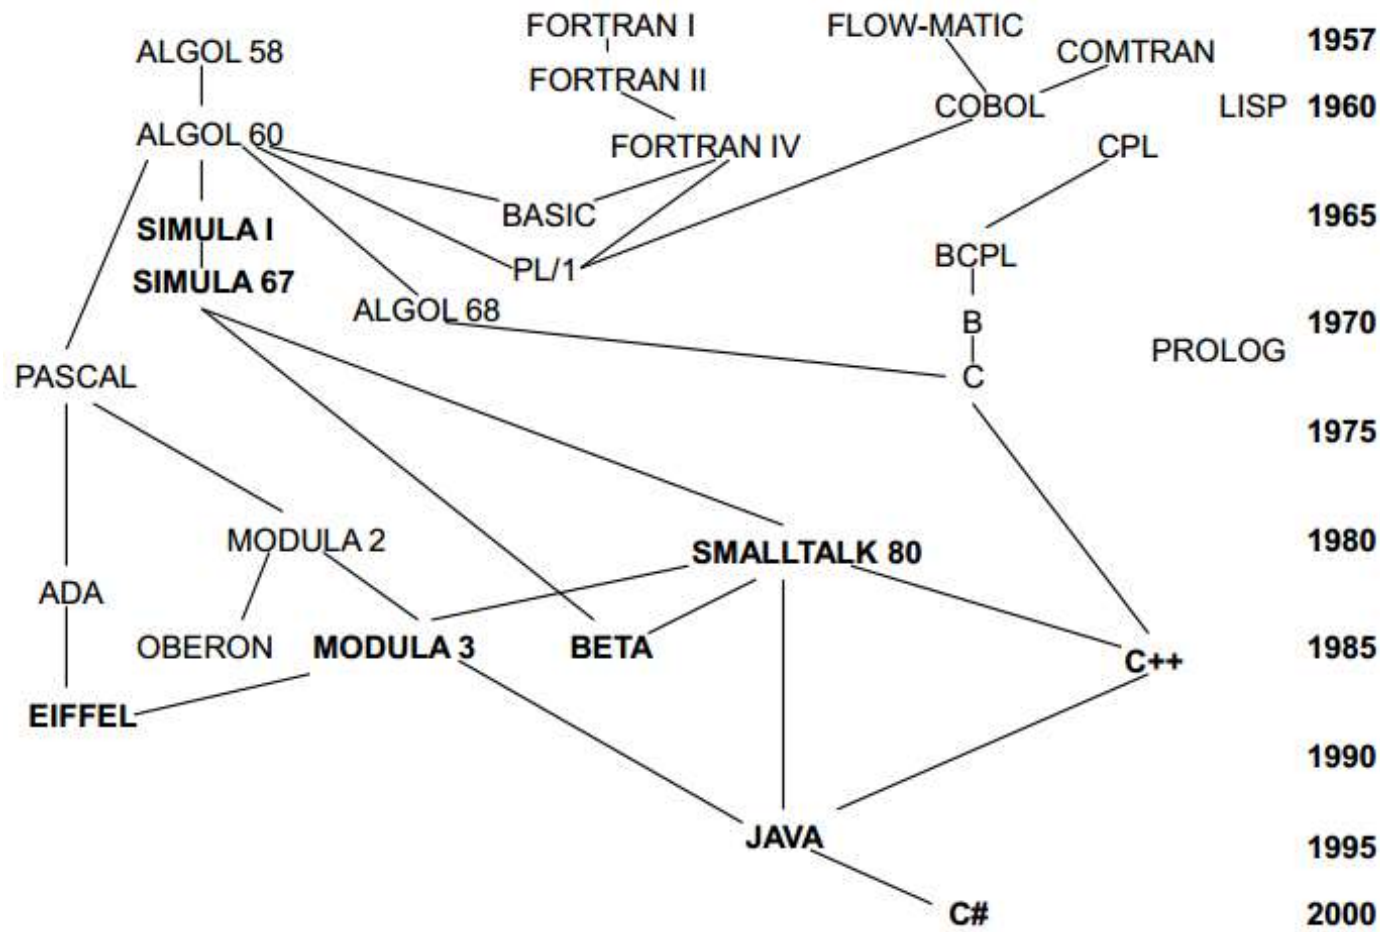 FORTRAN I
FLOW-MATIC
1957
ALGOL 58
COMTRAN
FORTRAN II
COBOL
LISP
1960
ALGOL 60
FORTRAN IV
CPL
BASIC
1965
SIMULA I
BCPL
SIMULA 67
PL/1
ALGOL 68
B
1970
PROLOG
PASCAL
C
1975
MODULA 2
SMALLTALK 80
1980
ADA
OBERON
MODULA 3
BETA
C++
1985
EIFFEL
1990
JAVA
1995
C#
2000